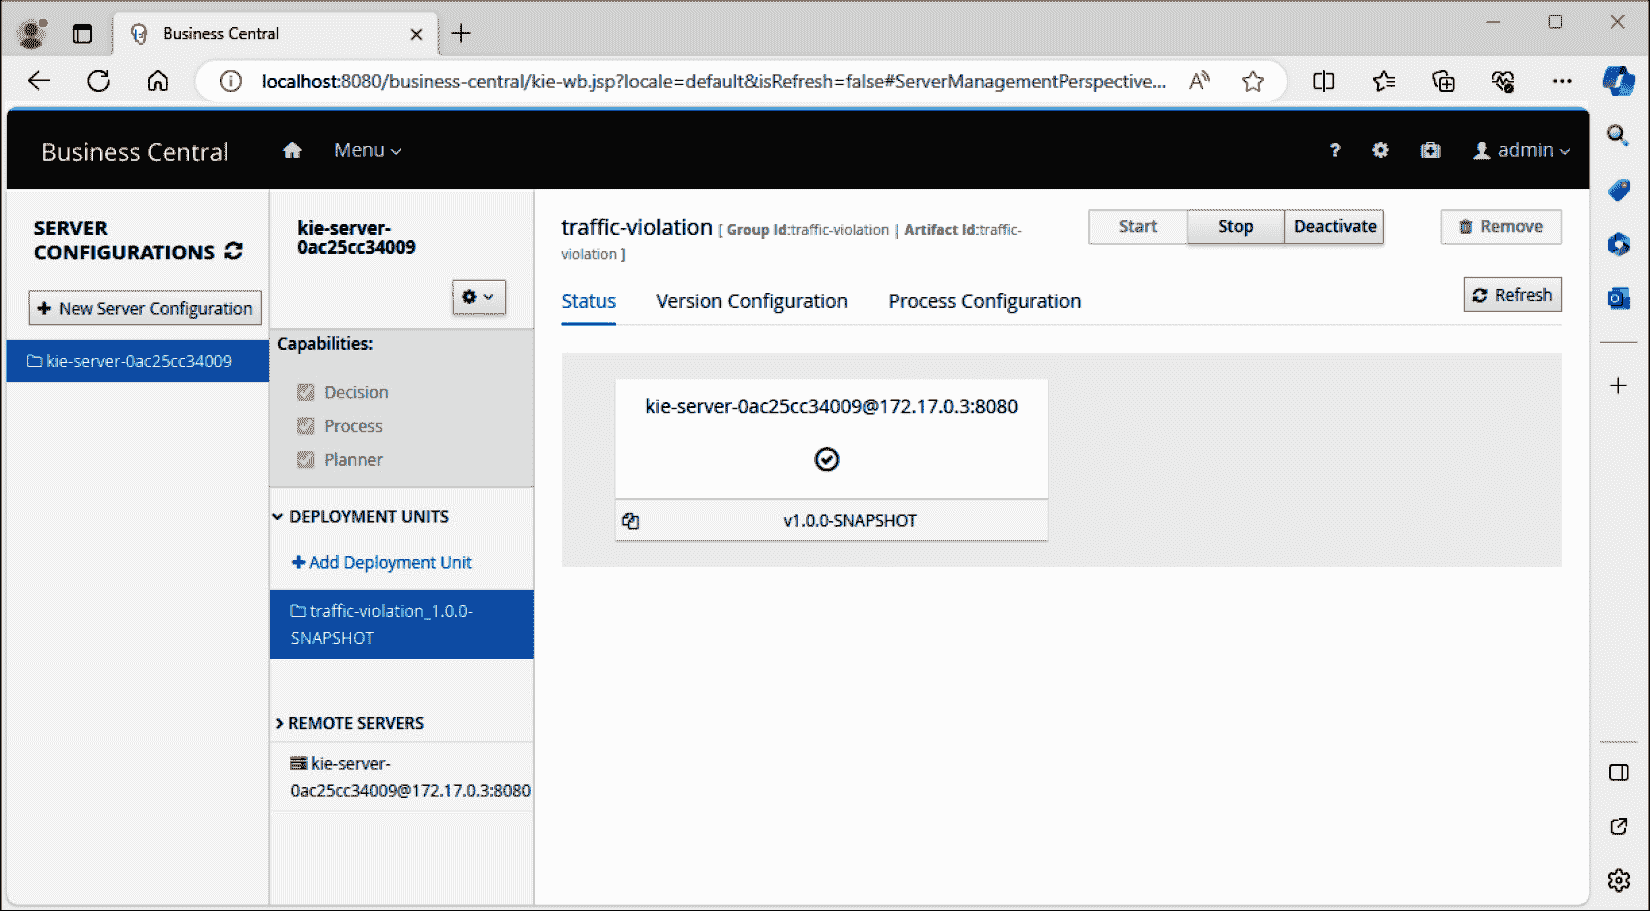 Business Central
localhost:8080/business-central/kie-wb.jsp?locale=default&isRefresh=false#ServerManagementPerspective...
Business Central
Menu
?
admin
SERVER
CONFIGURATIONS
New Server Configuration
kie-server-0ac25cc34009
kie-server-
0ac25cc34009
Capabilities:
Decision
Process
Planner
DEPLOYMENT UNITS
Add Deployment Unit
traffic-violation_1.0.0-
SNAPSHOT
REMOTE SERVERS
kie-server-
0ac25cc34009@172.17.0.3:8080
traffic-violation [ Group Id:traffic-violation | Artifact Id:traffic-
violation ]
Start
Stop
Deactivate
Remove
Status
Version Configuration
Process Configuration
Refresh
kie-server-0ac25cc34009@172.17.0.3:8080
v1.0.0-SNAPSHOT